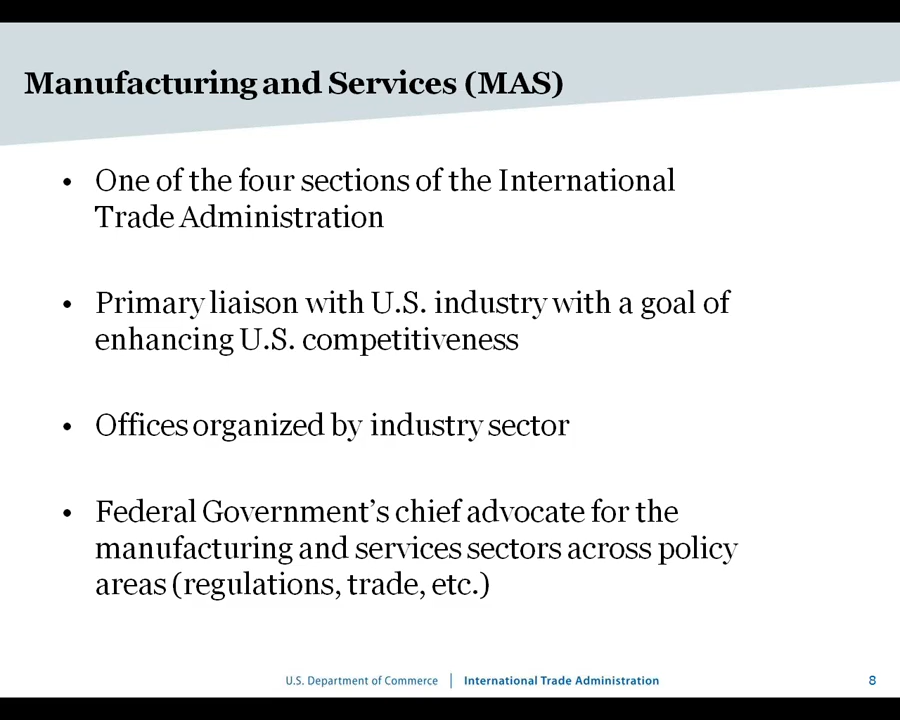 Manufacturing and Services (MAS)
• One of the four sections of the International
Trade Administration
• Primary liaison with U.S. industry with a goal of
enhancing U.S. competitiveness
• Offices organized by industry sector
• Federal Government’s chief advocate for the
manufacturing and services sectors across policy
areas (regulations, trade, etc.)
U.S. Department of Commerce | International Trade Administration 8